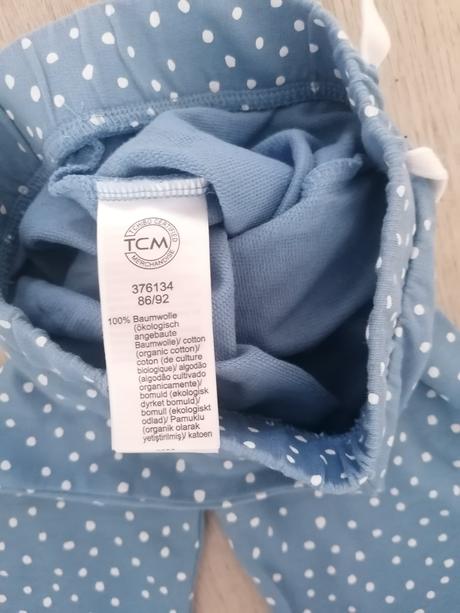 TCHIBO CERTIFIED
TCM
MERCHANDISE
376134
86/92
100% Baumwolle
(ökologisch
angebaute
Baumwolle)/ cotton
(organic cotton)/
coton (de culture
biologique)/ algodão
(algodão cultivado
organicamente)/
bomuld (økologisk
dyrket bomuld)/
bomull (ekologiskt
odlad)/ Pamuklu
(organik olarak
yetiştirilmiş)/ katoen